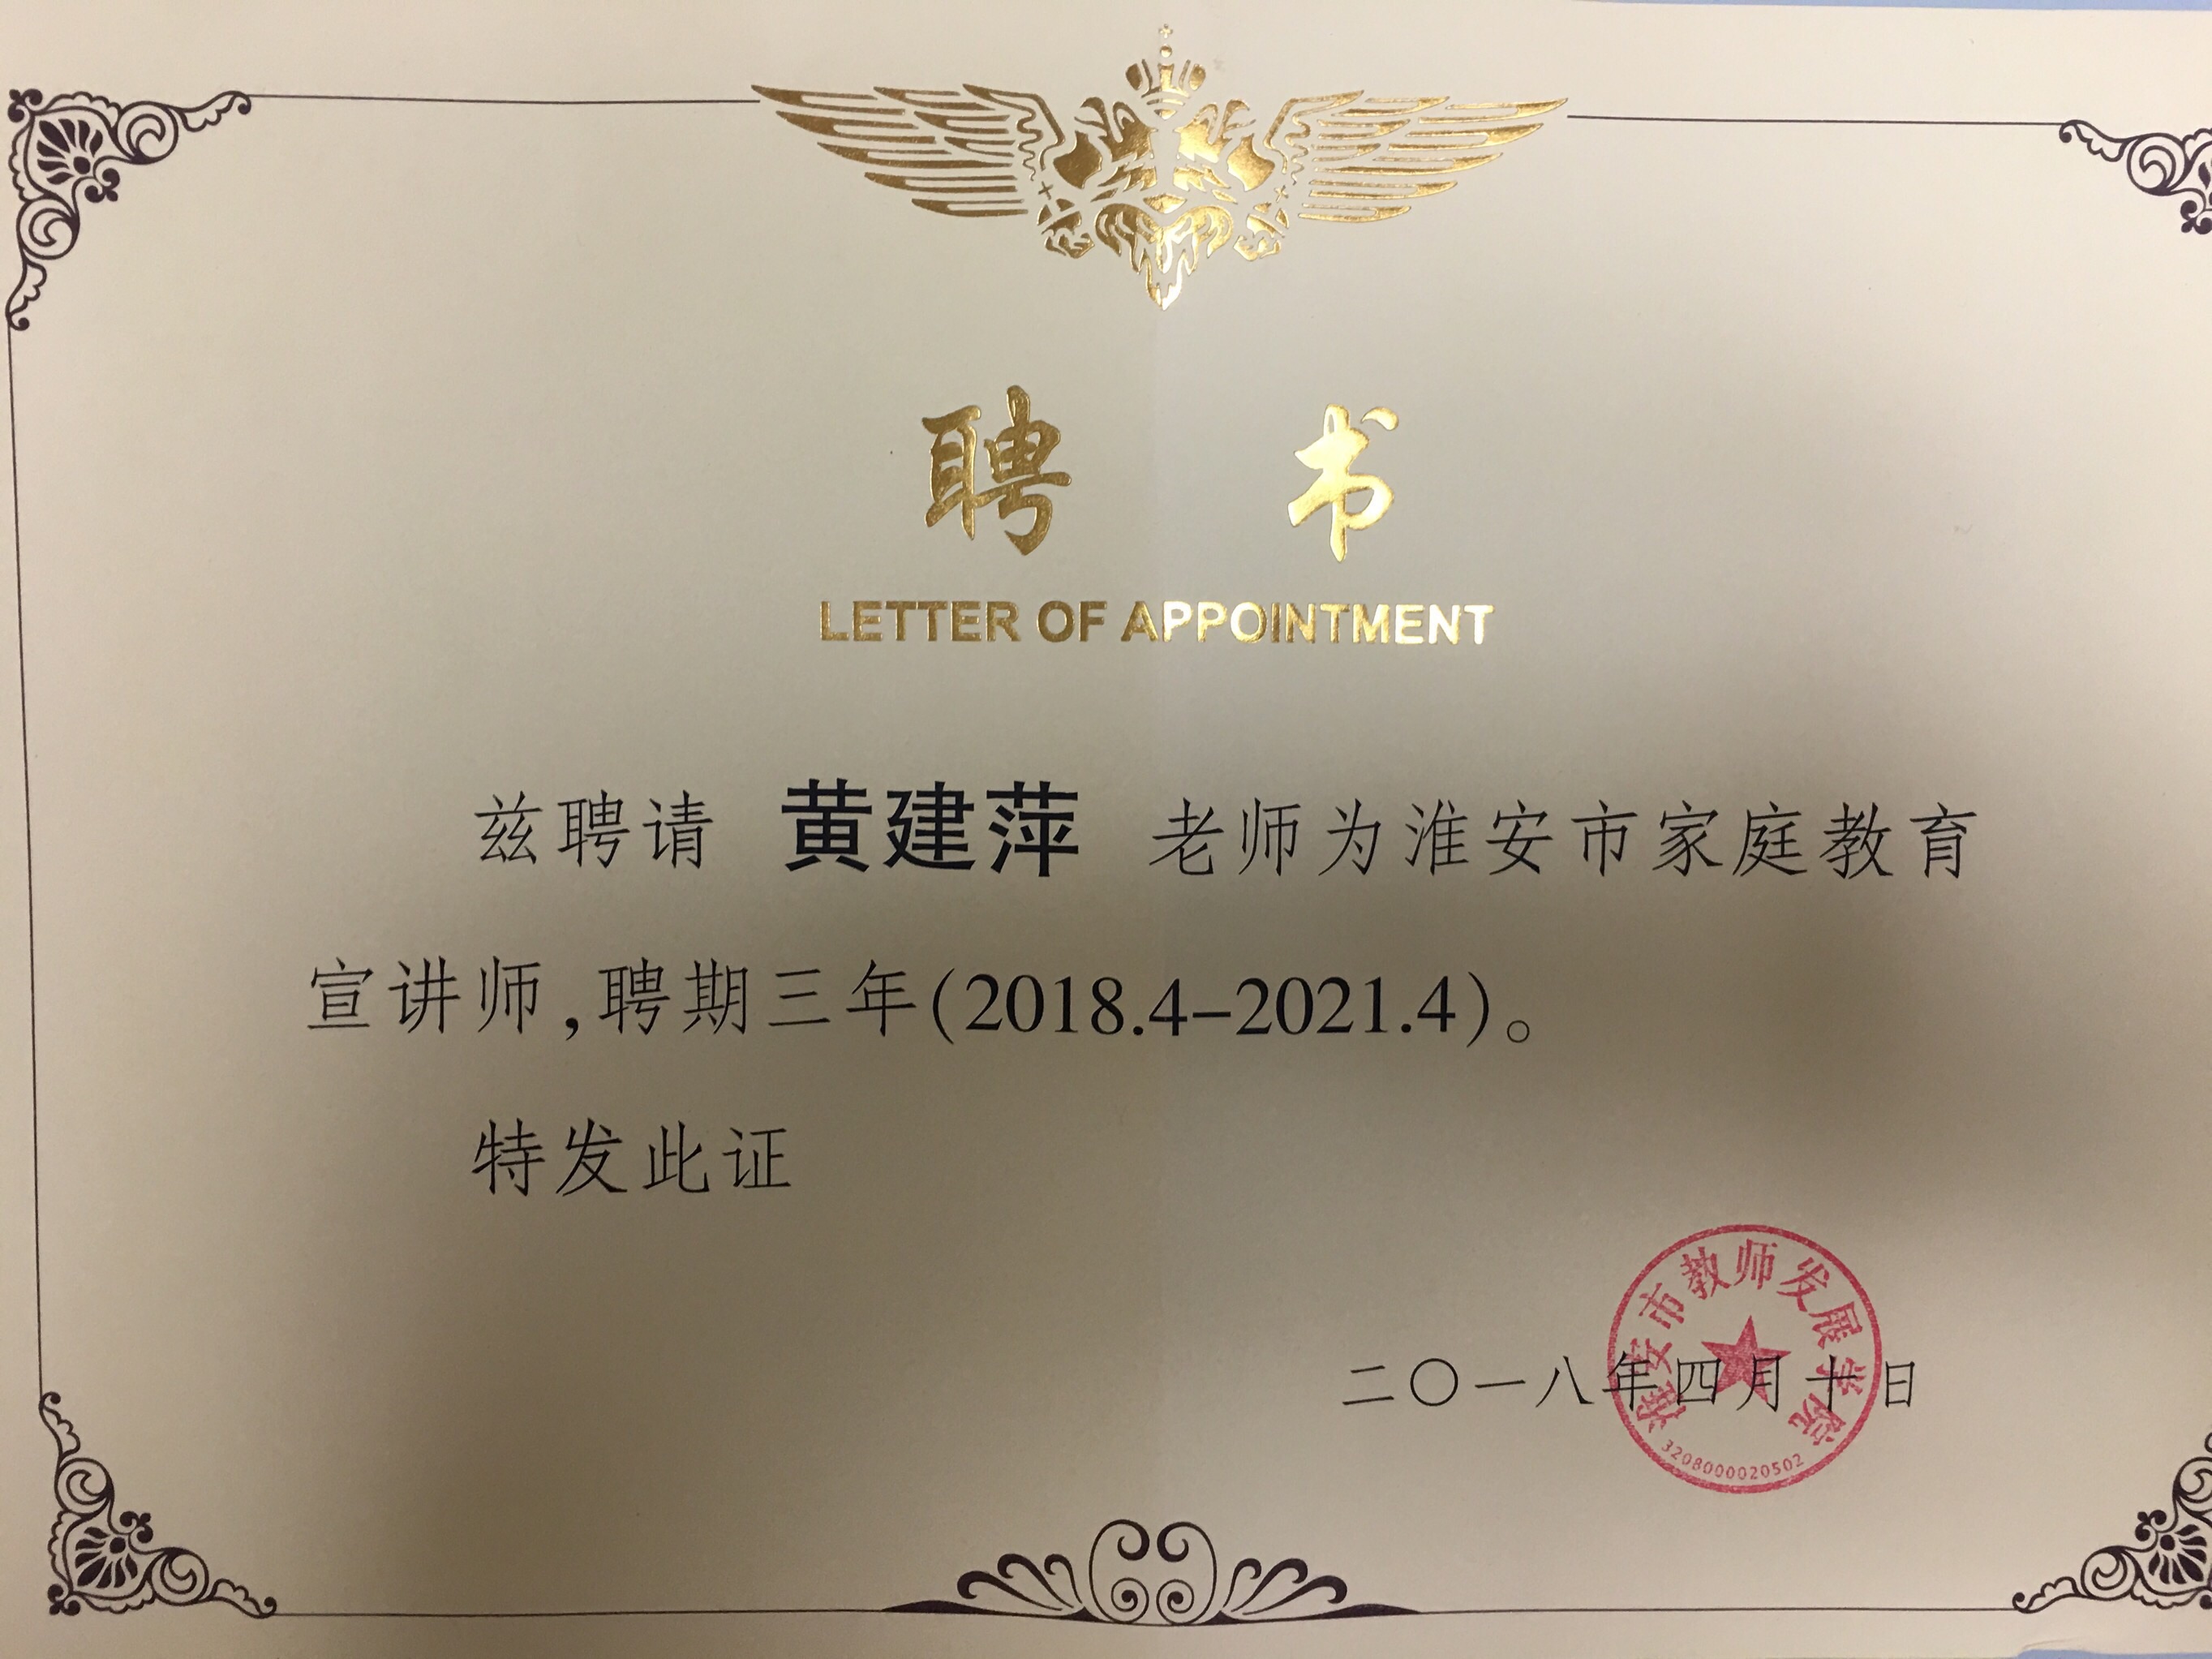 聘 书
LETTER OF APPOINTMENT
兹聘请 黄建萍 老师为淮安市家庭教育
宣讲师,聘期三年(2018.4-2021.4)。
特发此证
淮安市教师发展学院
二〇一八年四月十日
3208000020502